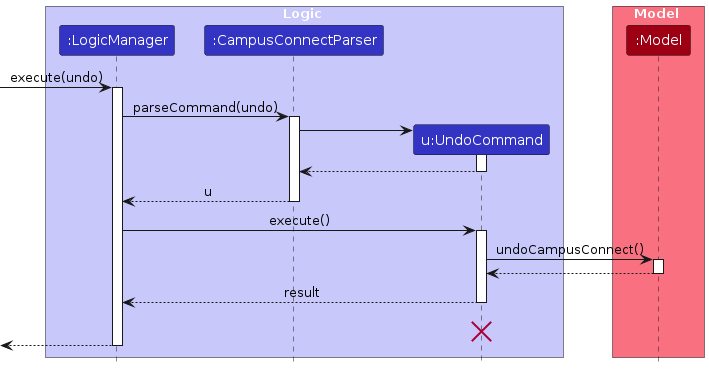 Logic
Model
:LogicManager
:CampusConnectParser
:Model
execute(undo)
parseCommand(undo)
u:UndoCommand
u
execute()
undoCampusConnect()
result